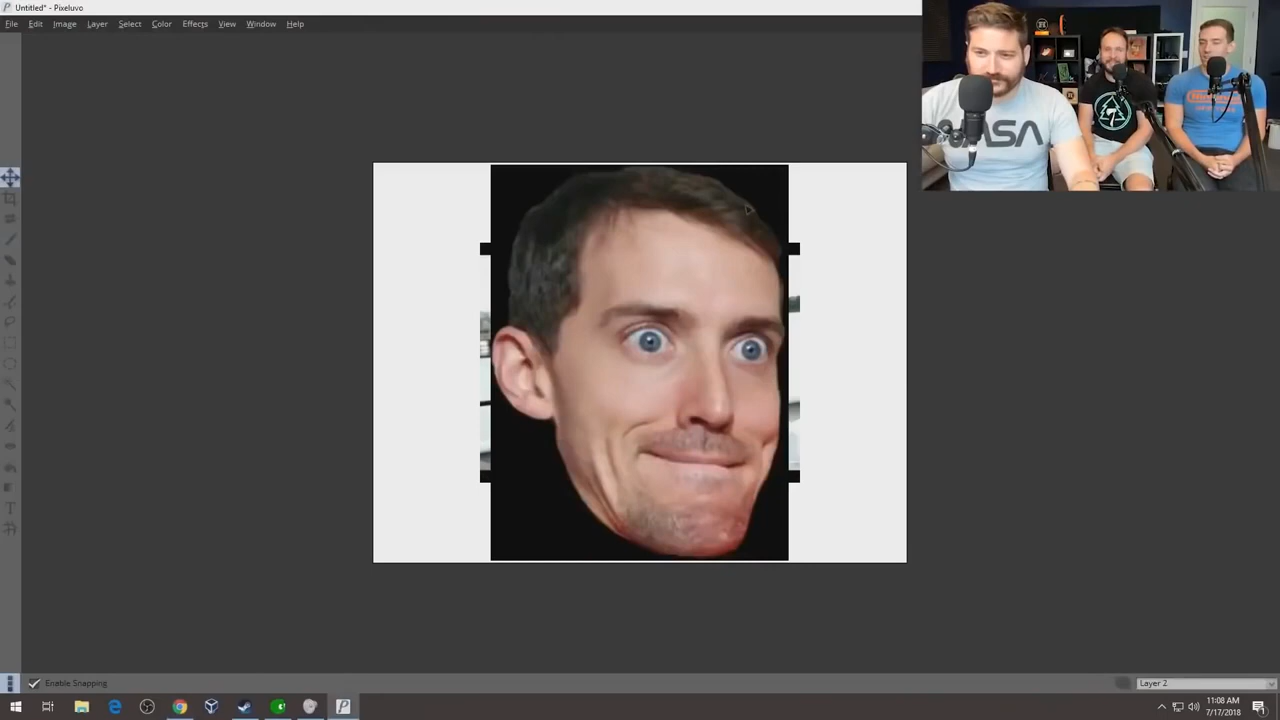 Untitled* - Pixeluvo
File Edit Image Layer Select Color Effects View Window Help
NASA
Enable Snapping
Layer 2
11:08 AM
7/17/2018